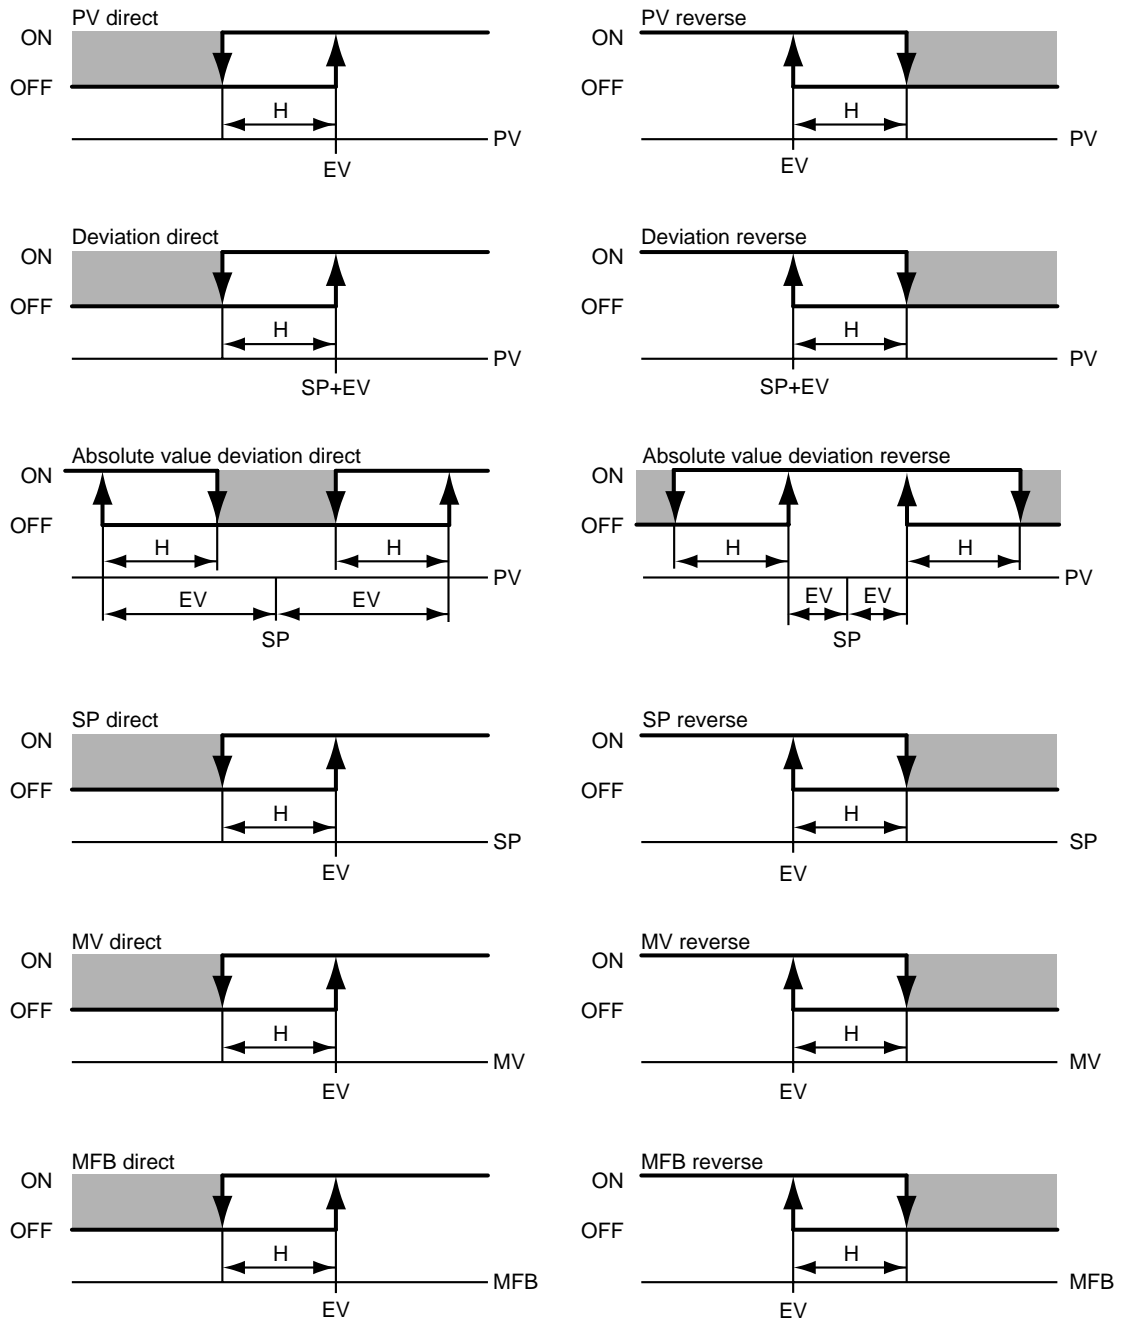 PV direct
ON
OFF
H
PV
EV
PV reverse
ON
OFF
H
PV
EV
Deviation direct
ON
OFF
H
PV
SP+EV
Deviation reverse
ON
OFF
H
PV
SP+EV
Absolute value deviation direct
ON
OFF
H H
PV
EV EV
SP
Absolute value deviation reverse
ON
OFF
H H
PV
EV EV
SP
SP direct
ON
OFF
H
SP
EV
SP reverse
ON
OFF
H
SP
EV
MV direct
ON
OFF
H
MV
EV
MV reverse
ON
OFF
H
MV
EV
MFB direct
ON
OFF
H
MFB
EV
MFB reverse
ON
OFF
H
MFB
EV